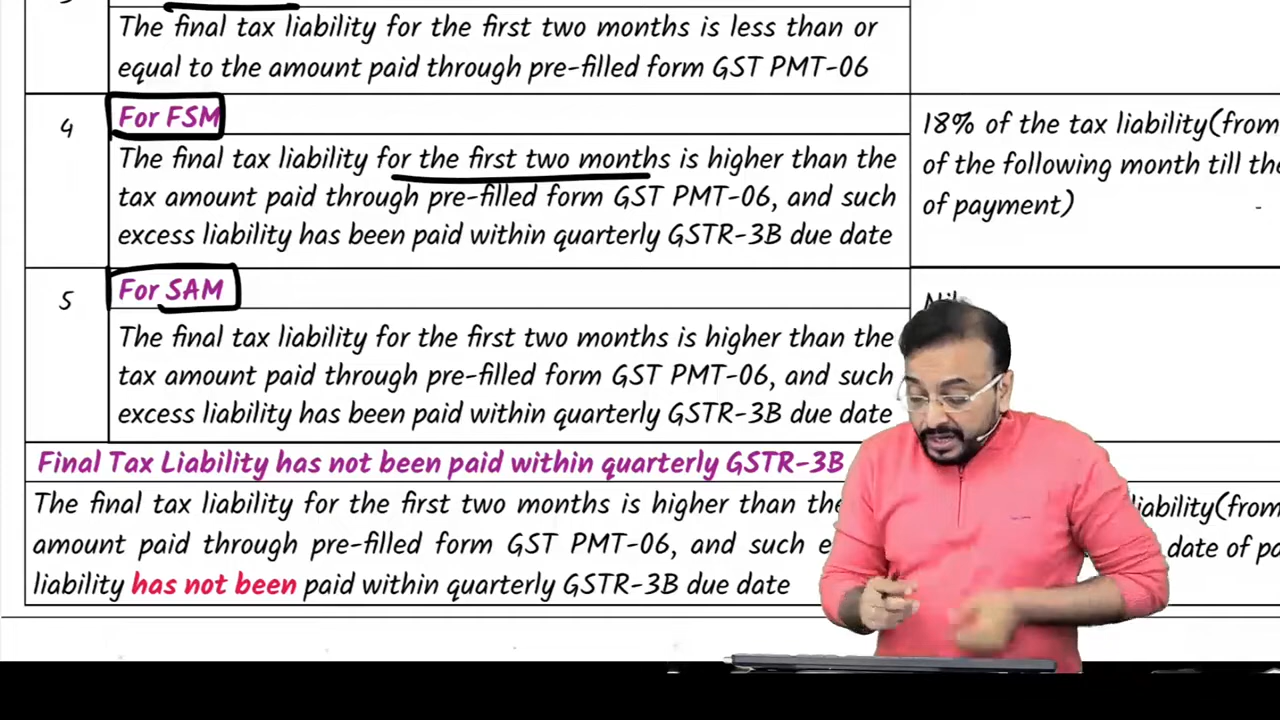 The final tax liability for the first two months is less than or
equal to the amount paid through pre-filled form GST PMT-06
4
For FSM
The final tax liability for the first two months is higher than the
tax amount paid through pre-filled form GST PMT-06, and such
excess liability has been paid within quarterly GSTR-3B due date
18% of the tax liability(from
of the following month till the
of payment)
5
For SAM
The final tax liability for the first two months is higher than the
tax amount paid through pre-filled form GST PMT-06, and such
excess liability has been paid within quarterly GSTR-3B due date
Final Tax Liability has not been paid within quarterly GSTR-3B
The final tax liability for the first two months is higher than the
amount paid through pre-filled form GST PMT-06, and such
liability has not been paid within quarterly GSTR-3B due date
liability(from
date of